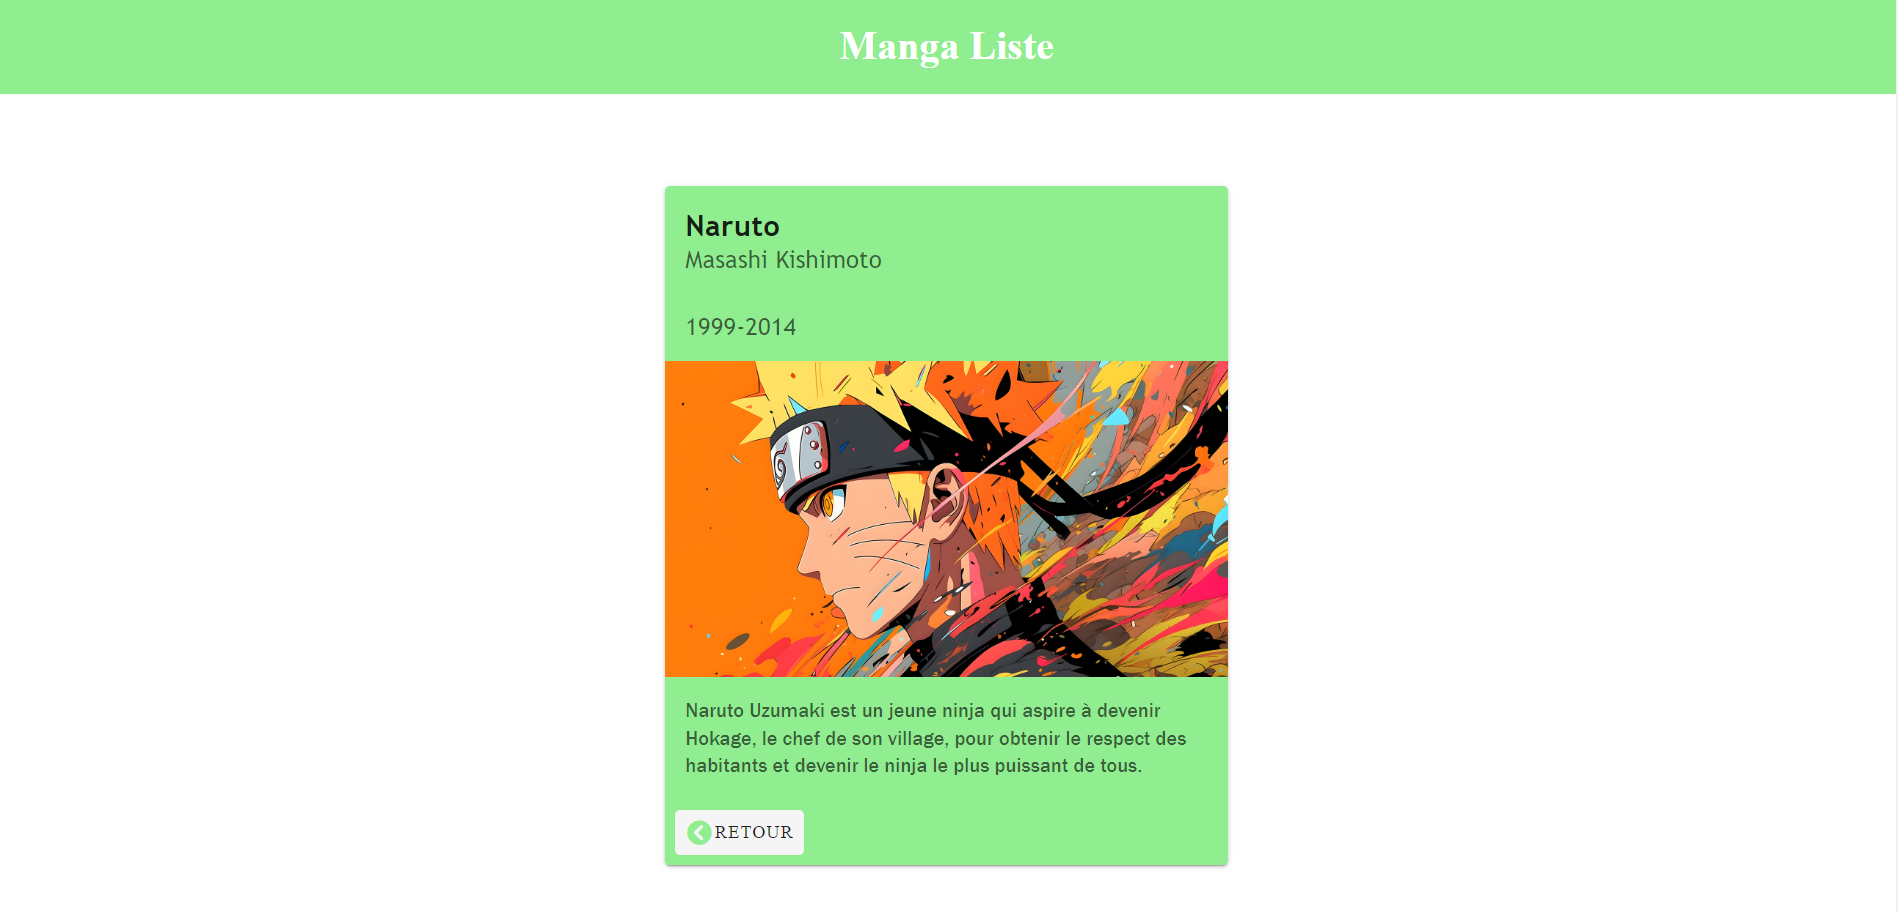 Manga Liste
Naruto
Masashi Kishimoto
1999-2014
Naruto Uzumaki est un jeune ninja qui aspire à devenir
Hokage, le chef de son village, pour obtenir le respect des
habitants et devenir le ninja le plus puissant de tous.
RETOUR